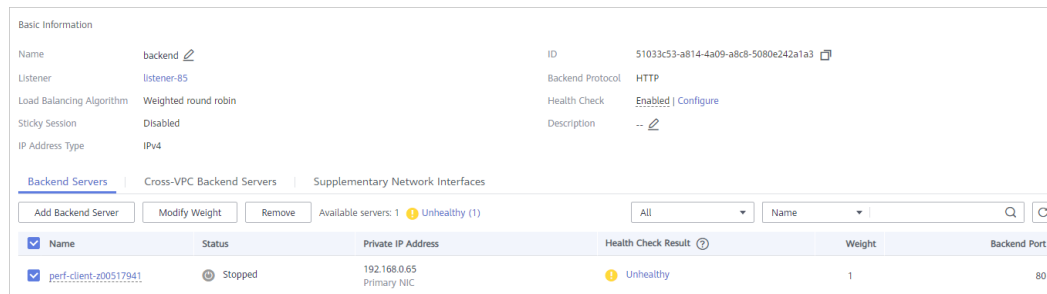 Basic Information
Name backend ID 51033c53-a814-4a09-a8c8-5080e242a1a3
Listener listener-85 Backend Protocol HTTP
Load Balancing Algorithm Weighted round robin Health Check Enabled | Configure
Sticky Session Disabled Description --
IP Address Type IPv4
Backend Servers Cross-VPC Backend Servers Supplementary Network Interfaces
Add Backend Server Modify Weight Remove Available servers: 1 Unhealthy (1) All Name
Name Status Private IP Address Health Check Result Weight Backend Port
perf-client-z00517941 Stopped 192.168.0.65 Unhealthy 1 80
Primary NIC